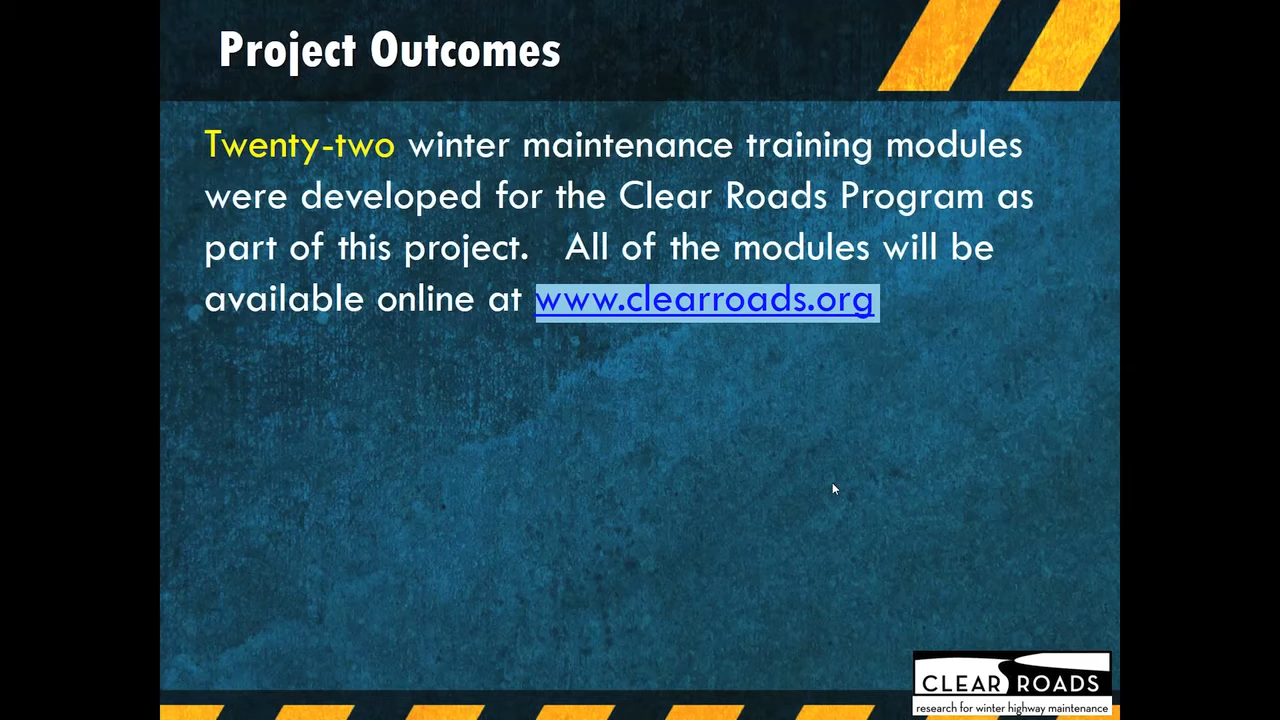 Project Outcomes
Twenty-two winter maintenance training modules
were developed for the Clear Roads Program as
part of this project.   All of the modules will be
available online at www.clearroads.org
CLEAR ROADS
research for winter highway maintenance